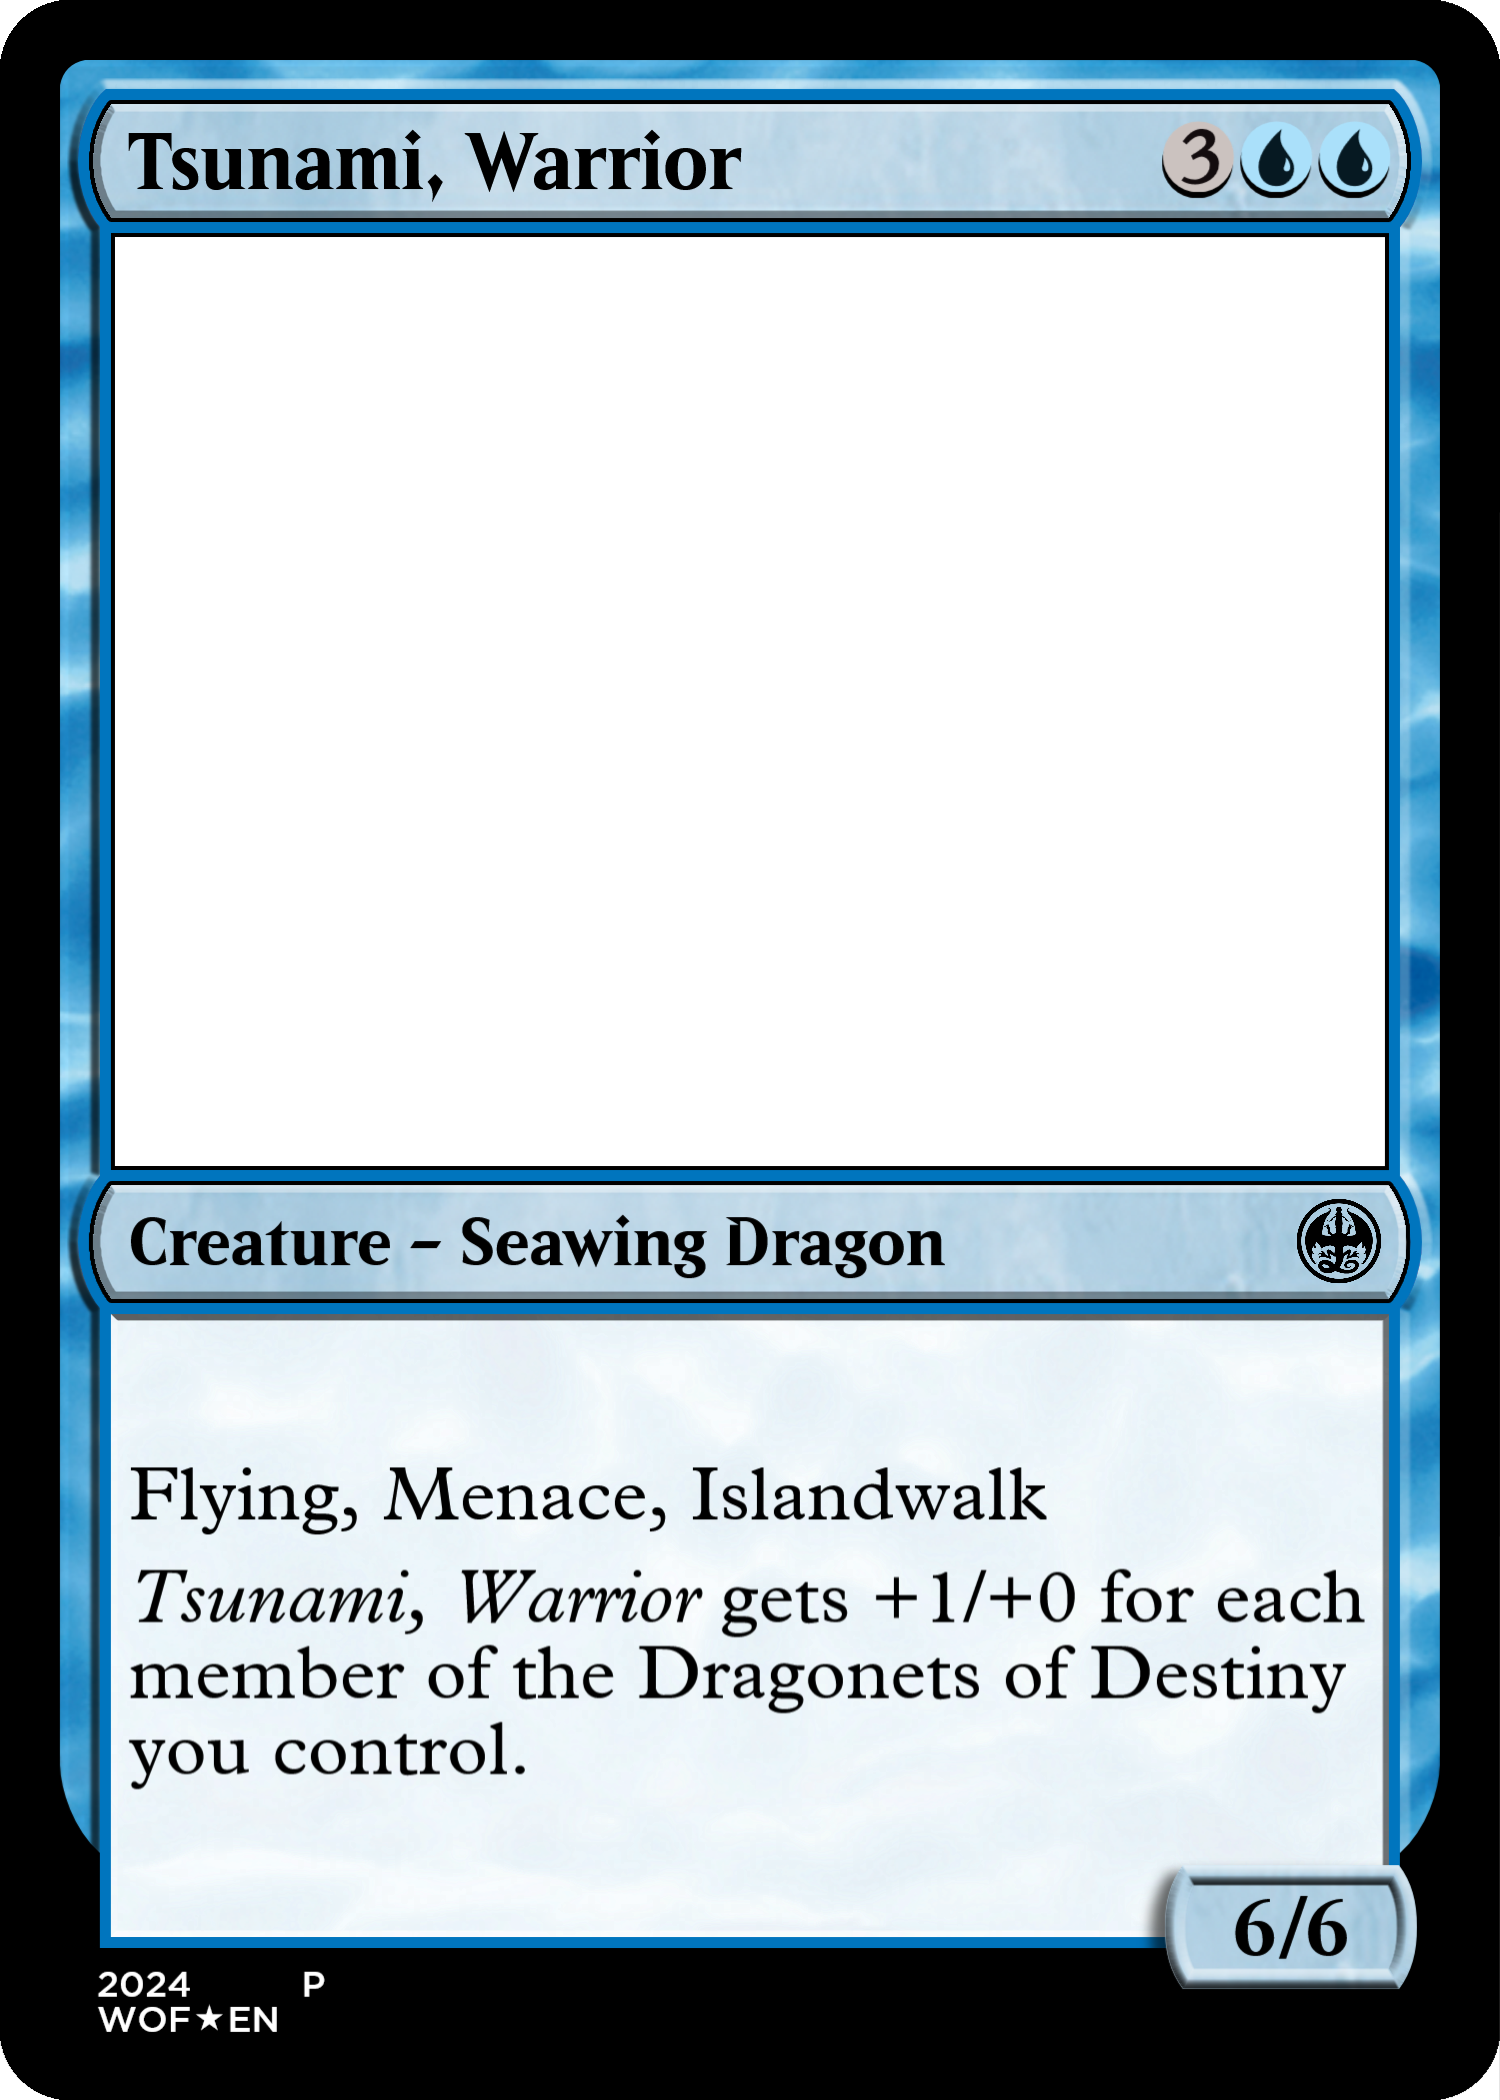 Tsunami, Warrior 3
Creature – Seawing Dragon
Flying, Menace, Islandwalk
Tsunami, Warrior gets +1/+0 for each
member of the Dragonets of Destiny
you control.
6/6
2024 P
WOF★EN